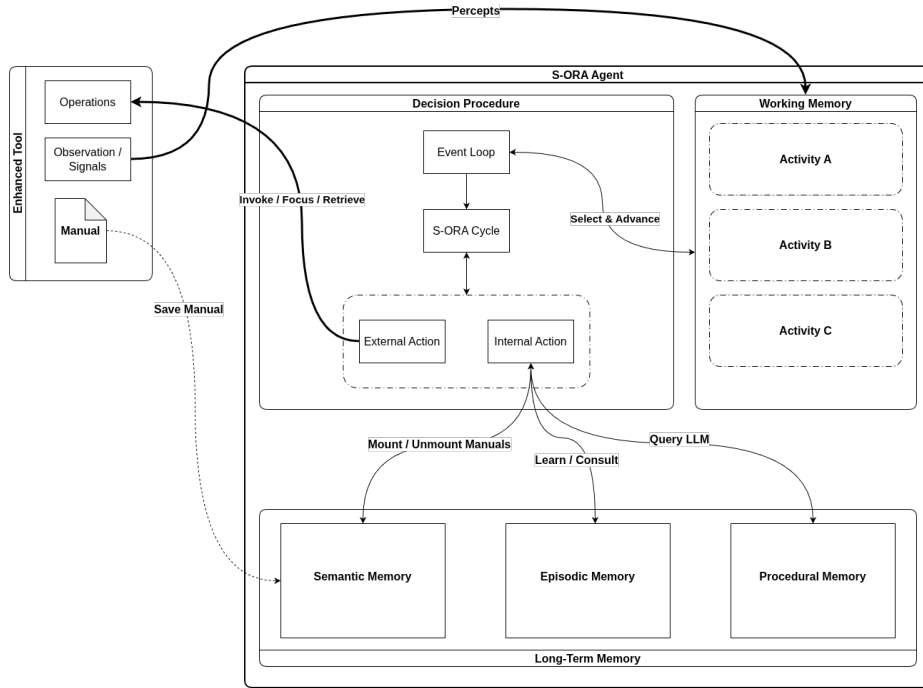 Percepts
S-ORA Agent
Enhanced Tool
Operations
Observation /
Signals
Manual
Decision Procedure
Event Loop
S-ORA Cycle
External Action
Internal Action
Invoke / Focus / Retrieve
Select & Advance
Working Memory
Activity A
Activity B
Activity C
Save Manual
Mount / Unmount Manuals
Learn / Consult
Query LLM
Semantic Memory
Episodic Memory
Procedural Memory
Long-Term Memory